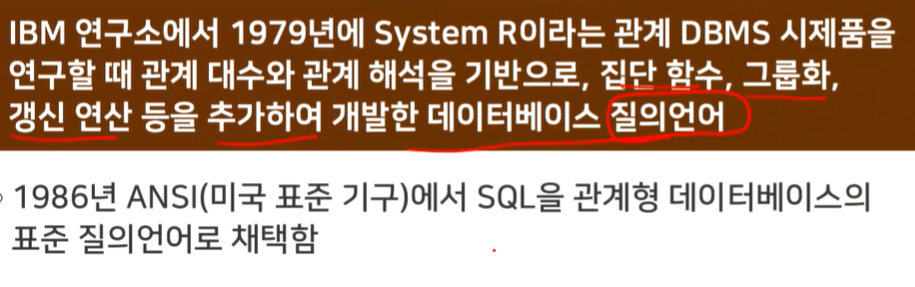 IBM 연구소에서 1979년에 System R이라는 관계 DBMS 시제품을
연구할 때 관계 대수와 관계 해석을 기반으로, 집단 함수, 그룹화,
갱신 연산 등을 추가하여 개발한 데이터베이스 질의언어
1986년 ANSI(미국 표준 기구)에서 SQL을 관계형 데이터베이스의
표준 질의언어로 채택함